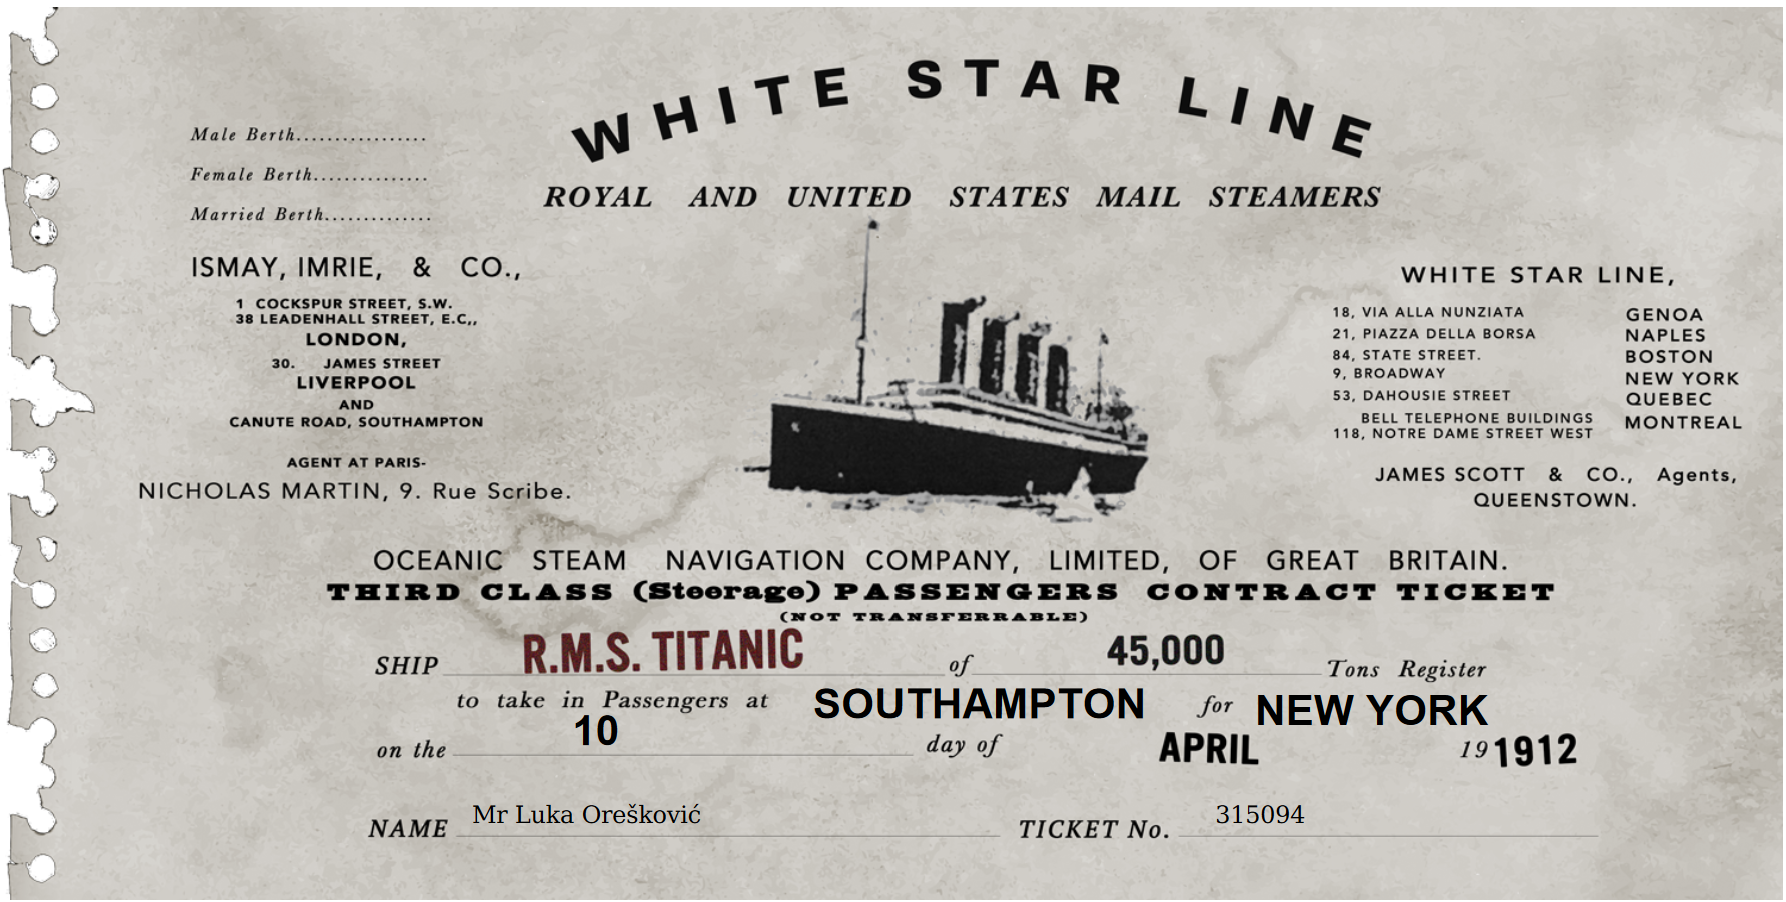 WHITE STAR LINE
ROYAL AND UNITED STATES MAIL STEAMERS
Male Berth.................
Female Berth...............
Married Berth..............
ISMAY, IMRIE, & CO.,
1 COCKSPUR STREET, S.W.
38 LEADENHALL STREET, E.C,,
LONDON,
30. JAMES STREET
LIVERPOOL
AND
CANUTE ROAD, SOUTHAMPTON
AGENT AT PARIS-
NICHOLAS MARTIN, 9. Rue Scribe.
WHITE STAR LINE,
18, VIA ALLA NUNZIATA GENOA
21, PIAZZA DELLA BORSA NAPLES
84, STATE STREET. BOSTON
9, BROADWAY NEW YORK
53, DAHOUSIE STREET QUEBEC
BELL TELEPHONE BUILDINGS MONTREAL
118, NOTRE DAME STREET WEST
JAMES SCOTT & CO., Agents,
QUEENSTOWN.
OCEANIC STEAM NAVIGATION COMPANY, LIMITED, OF GREAT BRITAIN.
THIRD CLASS (Steerage) PASSENGERS CONTRACT TICKET
(NOT TRANSFERRABLE)
SHIP R.M.S. TITANIC of 45,000 Tons Register
to take in Passengers at SOUTHAMPTON for NEW YORK
on the 10 day of APRIL 19 1912
NAME Mr Luka Orešković TICKET No. 315094